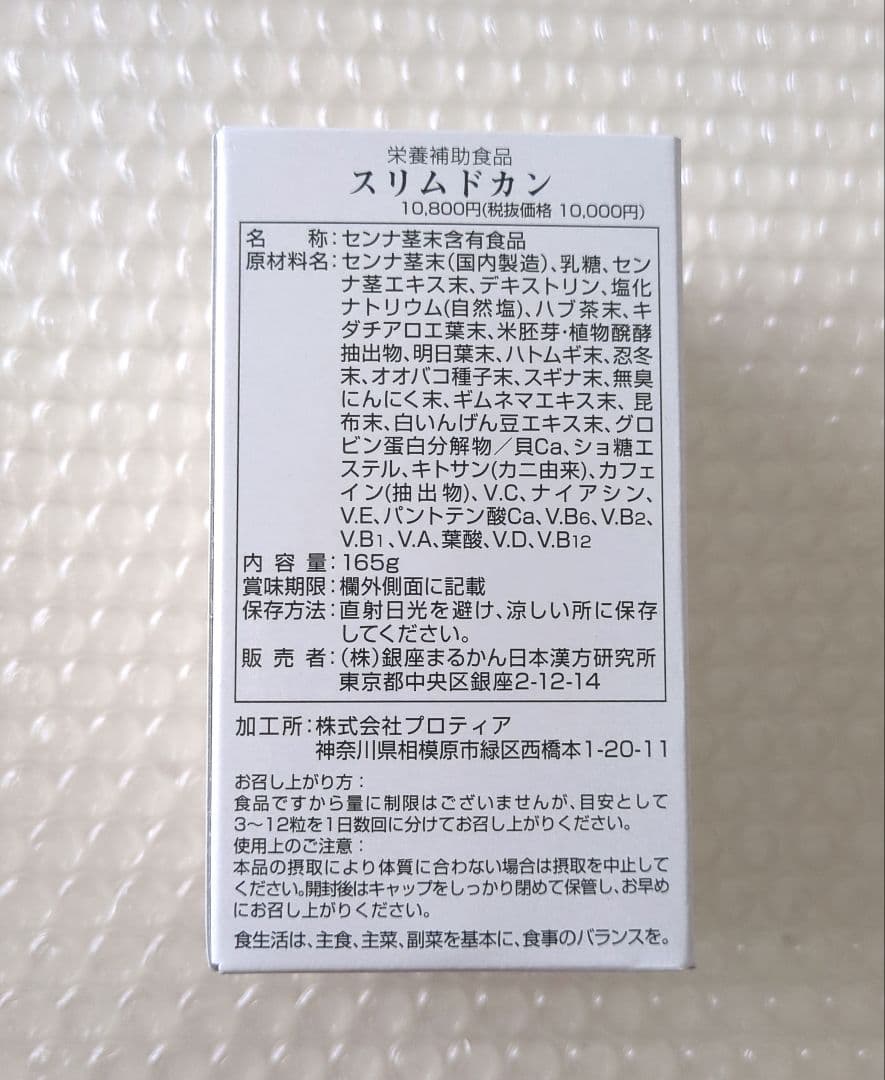 栄養補助食品
スリムドカン
10,800円(税抜価格 10,000円)
名称:センナ茎末含有食品
原材料名:センナ茎末(国内製造)、乳糖、セン
ナ茎エキス末、デキストリン、塩化
ナトリウム(自然塩)、ハブ茶末、キ
ダチアロエ葉末、米胚芽・植物醗酵
抽出物、明日葉末、ハトムギ末、忍冬
末、オオバコ種子末、スギナ末、無臭
にんにく末、ギムネマエキス末、昆
布末、白いんげん豆エキス末、グロ
ビン蛋白分解物/貝Ca、ショ糖エ
ステル、キトサン(カニ由来)、カフェ
イン(抽出物)、V.C、ナイアシン、
V.E、パントテン酸Ca、V.B6、V.B2、
V.B1、V.A、葉酸、V.D、V.B12
内容量:165g
賞味期限:欄外側面に記載
保存方法:直射日光を避け、涼しい所に保存
してください。
販売者:(株)銀座まるかん日本漢方研究所
東京都中央区銀座2-12-14
加工所:株式会社プロティア
神奈川県相模原市緑区西橋本1-20-11
お召し上がり方:
食品ですから量に制限はございませんが、目安として
3〜12粒を1日数回に分けてお召し上がりください。
使用上のご注意:
本品の摂取により体質に合わない場合は摂取を中止して
ください。開封後はキャップをしっかり閉めて保管し、お早め
にお召し上がりください。
食生活は、主食、主菜、副菜を基本に、食事のバランスを。